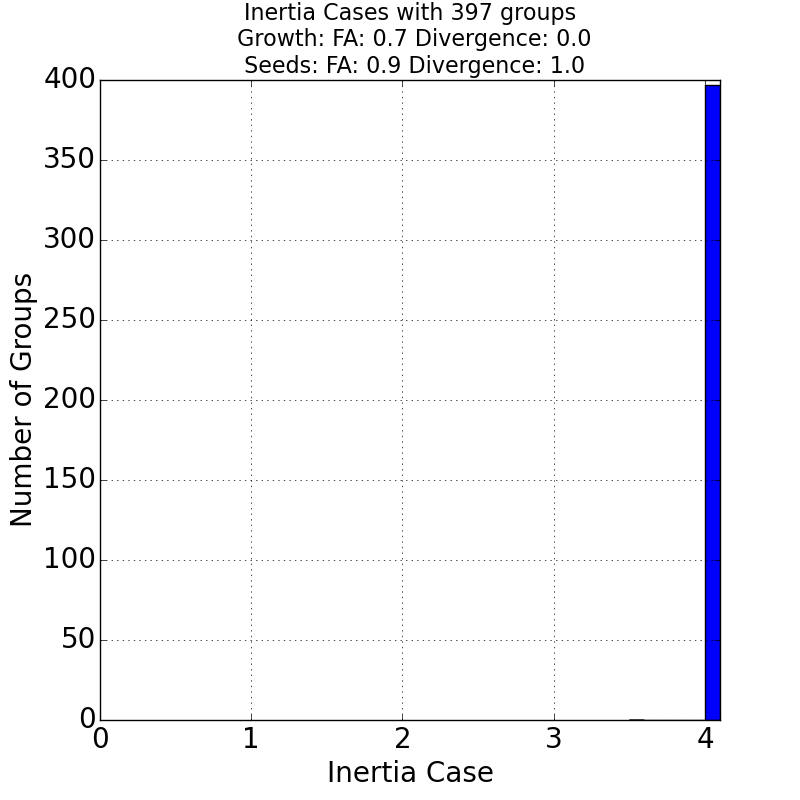 Inertia Cases with 397 groups
Growth: FA: 0.7 Divergence: 0.0
Seeds: FA: 0.9 Divergence: 1.0
400
350
300
250
200
150
100
50
0
Number of Groups
0 1 2 3 4
Inertia Case